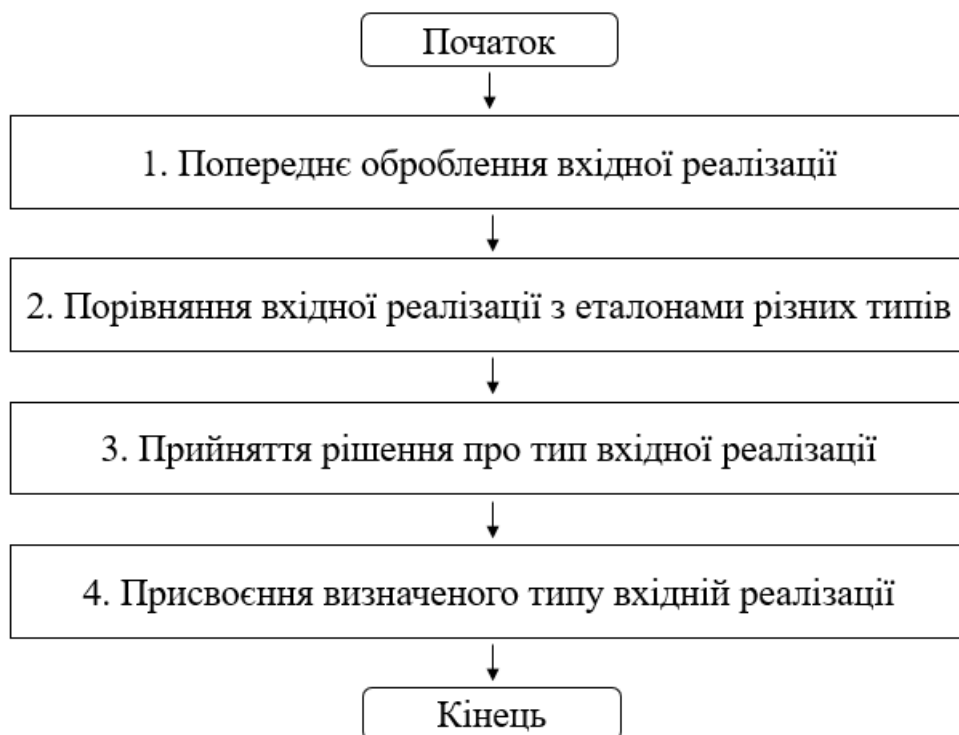 Початок
1. Попереднє оброблення вхідної реалізації
2. Порівняння вхідної реалізації з еталонами різних типів
3. Прийняття рішення про тип вхідної реалізації
4. Присвоєння визначеного типу вхідній реалізації
Кінець